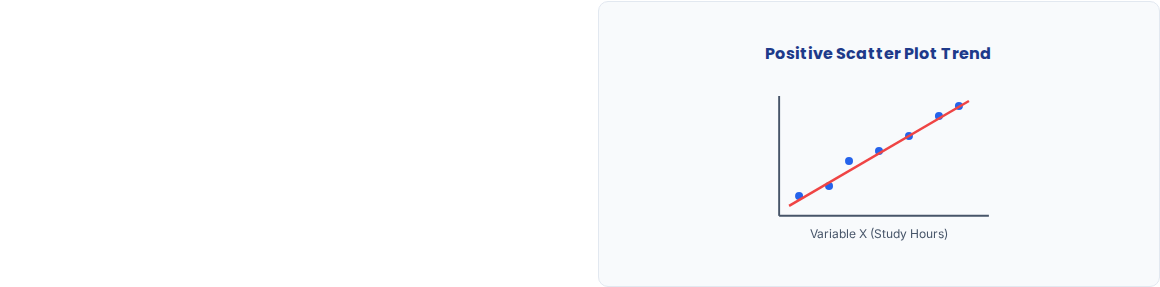 Positive Scatter Plot Trend
Variable X (Study Hours)